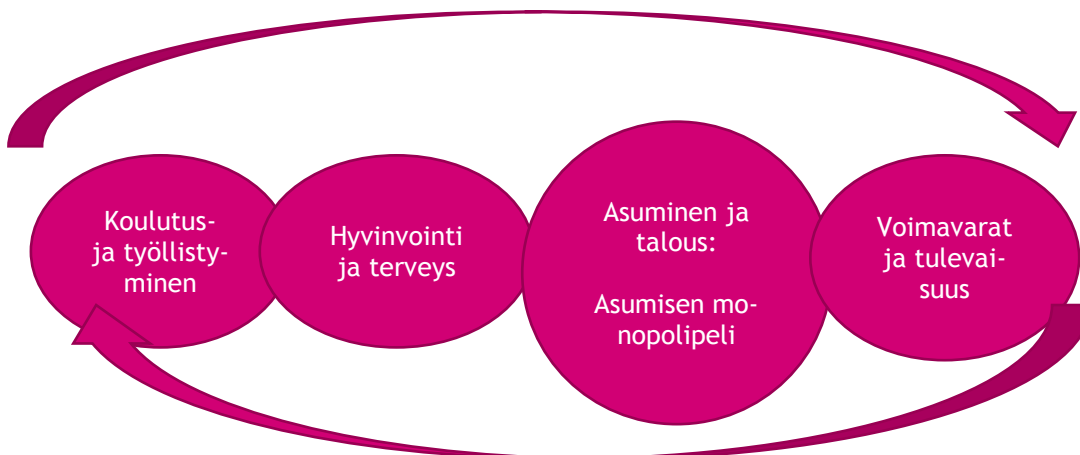 Koulutus-
ja työllisty-
minen
Hyvinvointi
ja terveys
Asuminen ja
talous:
Asumisen mo-
nopolipeli
Voimavarat
ja tulevai-
suus